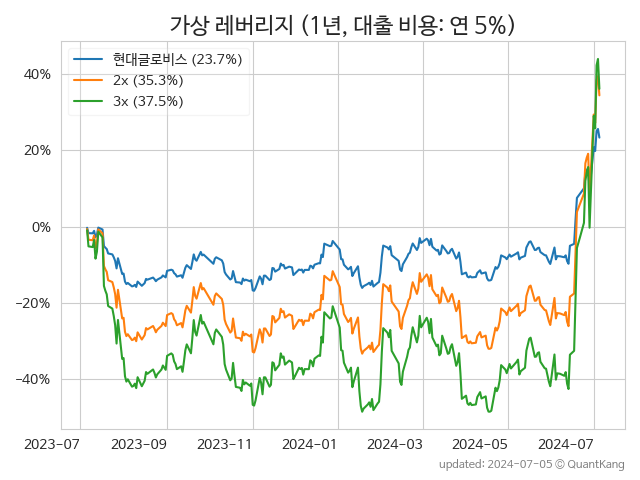 가상 레버리지 (1년, 대출 비용: 연 5%)
현대글로비스 (23.7%)
2x (35.3%)
3x (37.5%)
40%
20%
0%
−20%
−40%
2023-07 2023-09 2023-11 2024-01 2024-03 2024-05 2024-07
updated: 2024-07-05 © QuantKang